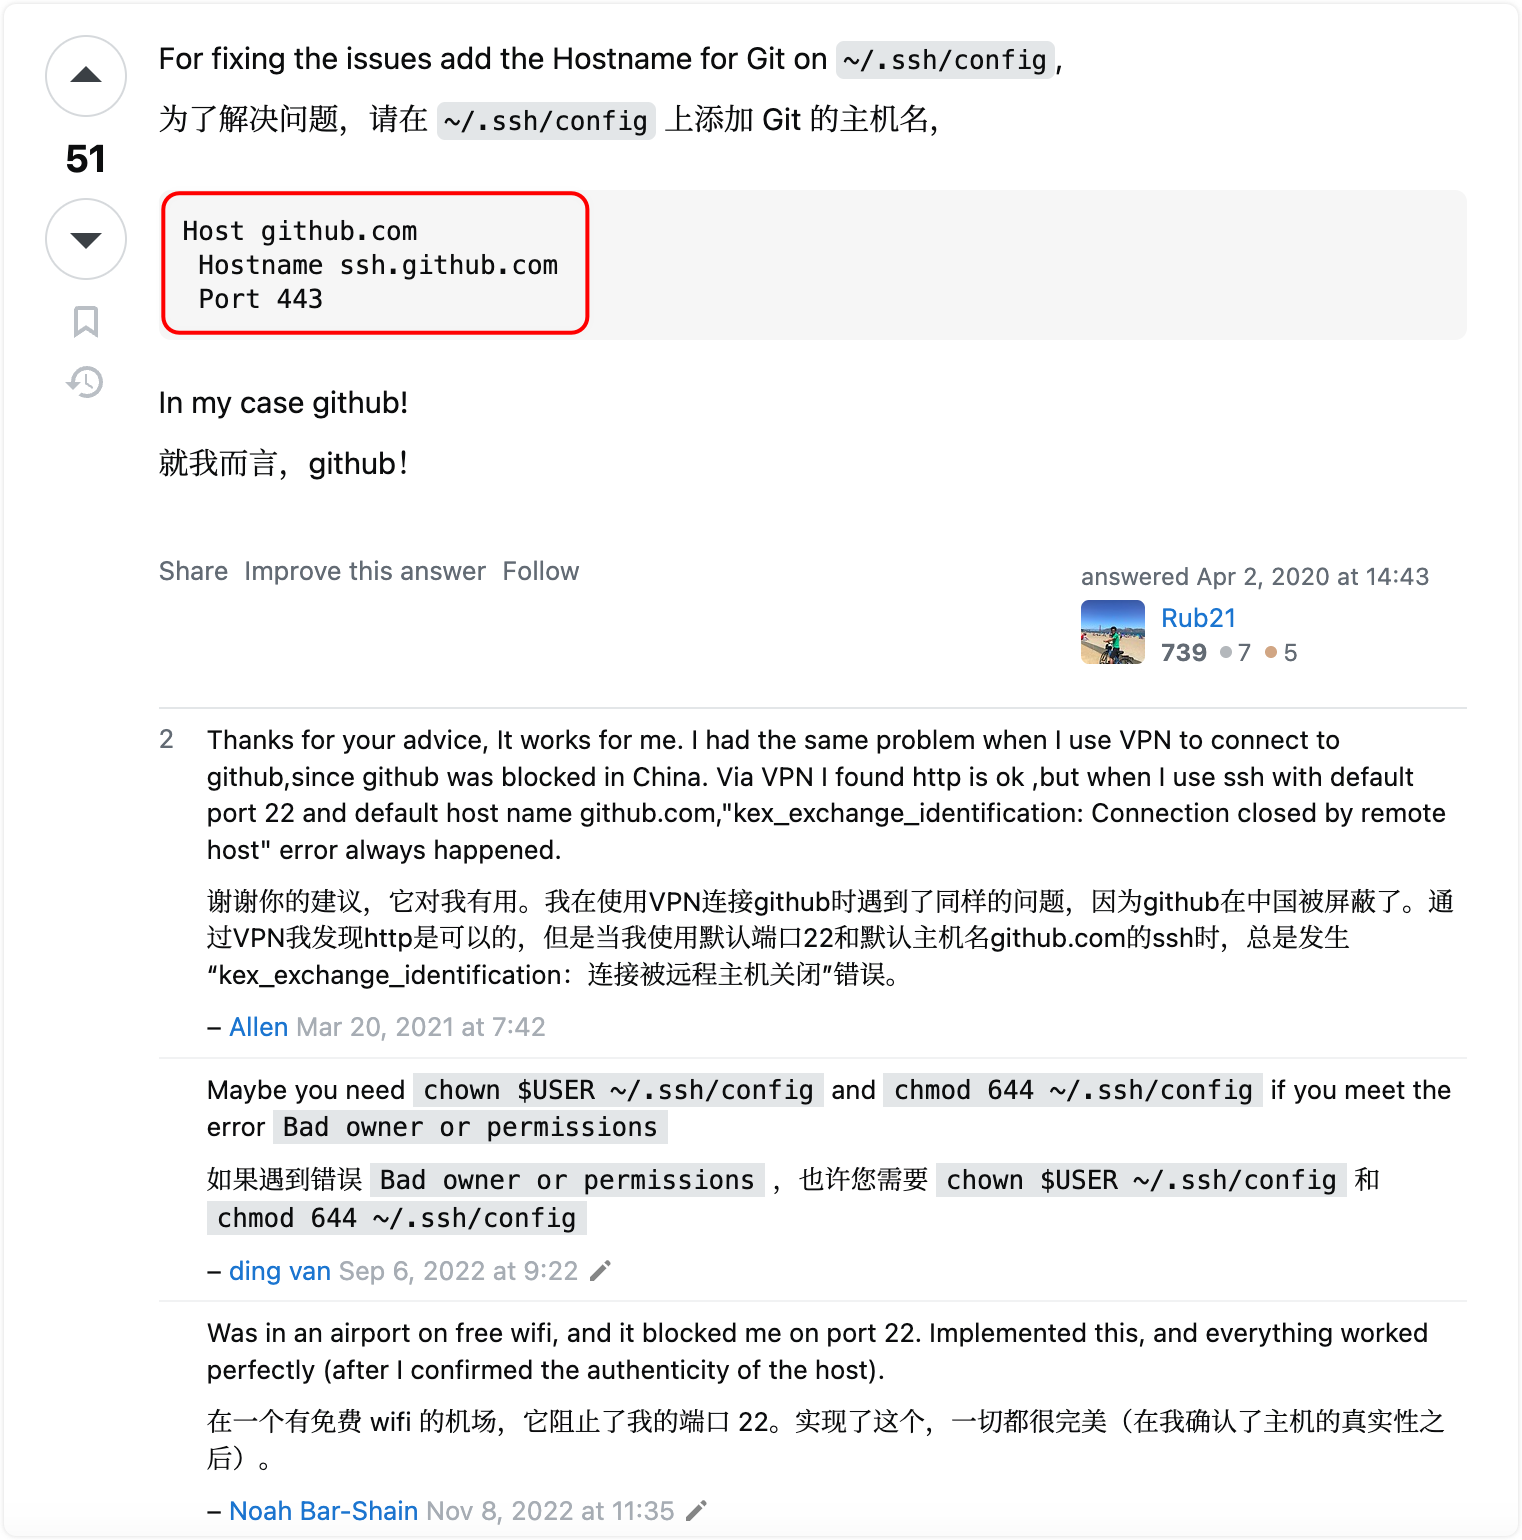 For fixing the issues add the Hostname for Git on ~/.ssh/config,
为了解决问题，请在 ~/.ssh/config 上添加 Git 的主机名，
51
Host github.com
 Hostname ssh.github.com
 Port 443
In my case github!
就我而言，github！
Share Improve this answer Follow
answered Apr 2, 2020 at 14:43
Rub21
739 7 5
2
Thanks for your advice, It works for me. I had the same problem when I use VPN to connect to
github,since github was blocked in China. Via VPN I found http is ok ,but when I use ssh with default
port 22 and default host name github.com,"kex_exchange_identification: Connection closed by remote
host" error always happened.
谢谢你的建议，它对我有用。我在使用VPN连接github时遇到了同样的问题，因为github在中国被屏蔽了。通
过VPN我发现http是可以的，但是当我使用默认端口22和默认主机名github.com的ssh时，总是发生
“kex_exchange_identification：连接被远程主机关闭”错误。
– Allen Mar 20, 2021 at 7:42
Maybe you need chown $USER ~/.ssh/config and chmod 644 ~/.ssh/config if you meet the
error Bad owner or permissions
如果遇到错误 Bad owner or permissions ，也许您需要 chown $USER ~/.ssh/config 和
chmod 644 ~/.ssh/config
– ding van Sep 6, 2022 at 9:22
Was in an airport on free wifi, and it blocked me on port 22. Implemented this, and everything worked
perfectly (after I confirmed the authenticity of the host).
在一个有免费 wifi 的机场，它阻止了我的端口 22。实现了这个，一切都很完美（在我确认了主机的真实性之
后）。
– Noah Bar-Shain Nov 8, 2022 at 11:35